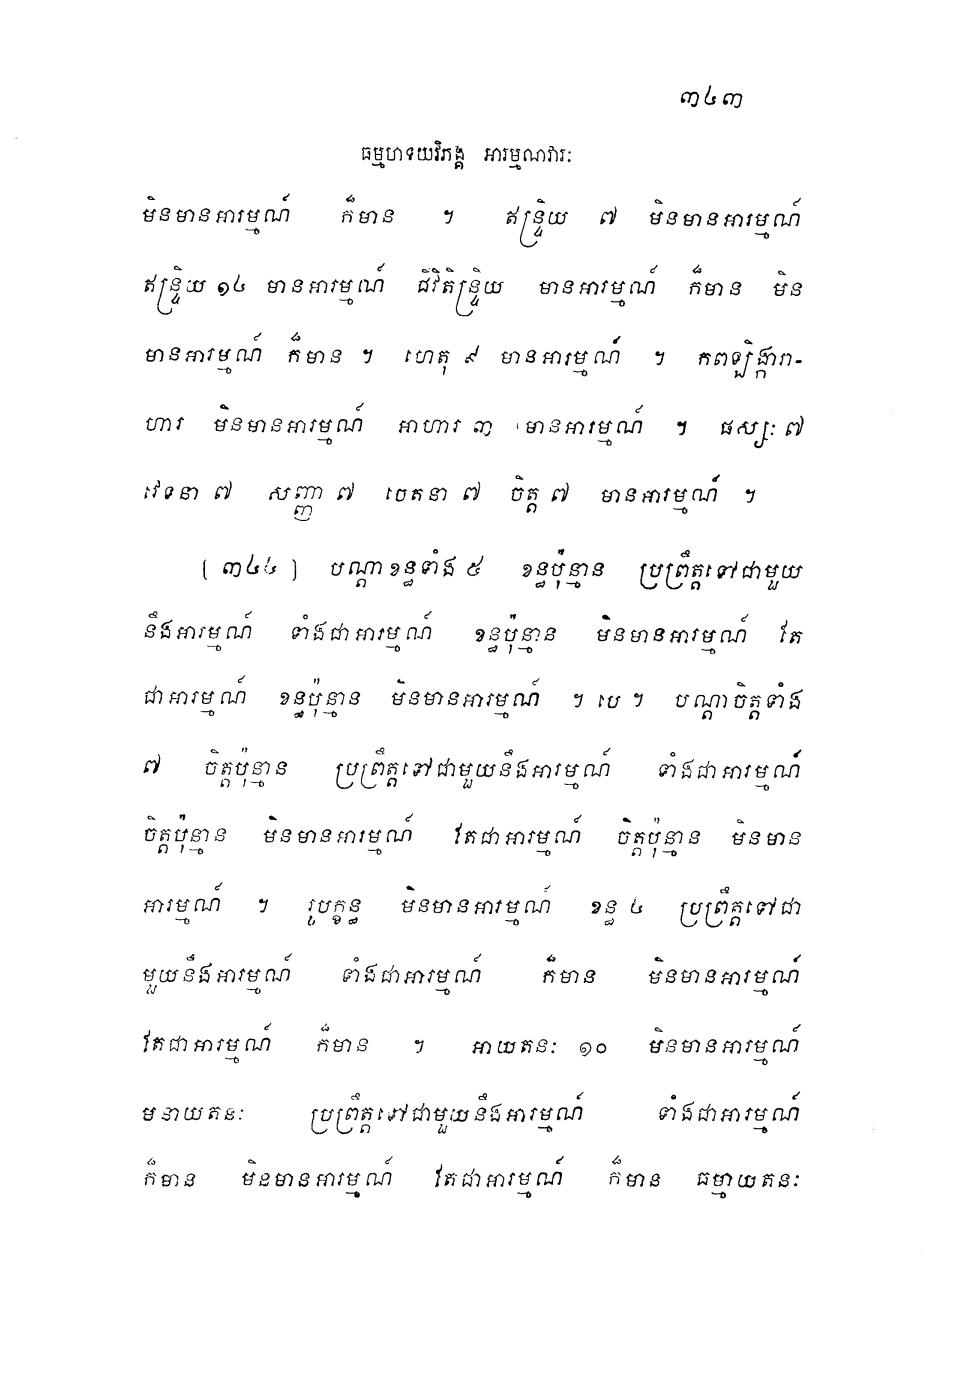 ៣៤៣
ធម្មហទយវិភង្គ អារម្មណវារៈ
មិនមានអារម្មណ៍ ក៏មាន ។ ឥន្ទ្រិយ ៧ មិនមានអារម្មណ៍
ឥន្ទ្រិយ ១៤ មានអារម្មណ៍ ជីវិតិន្ទ្រិយ មានអារម្មណ៍ ក៏មាន មិន
មានអារម្មណ៍ ក៏មាន ។ ហេតុ ៩ មានអារម្មណ៍ ។ កពឡិង្ការា-
ហារ មិនមានអារម្មណ៍ អាហារ ៣ មានអារម្មណ៍ ។ ផស្សៈ ៧
វេទនា ៧ សញ្ញា ៧ ចេតនា ៧ ចិត្ត ៧ មានអារម្មណ៍ ។
(៣៤៤) បណ្តាខន្ធទាំង ៥ ខន្ធប៉ុន្មាន ប្រព្រឹត្តទៅជាមួយ
នឹងអារម្មណ៍ ទាំងជាអារម្មណ៍ ខន្ធប៉ុន្មាន មិនមានអារម្មណ៍ តែ
ជាអារម្មណ៍ ខន្ធប៉ុន្មាន មិនមានអារម្មណ៍ ។ បេ ។ បណ្តាចិត្តទាំង
៧ ចិត្តប៉ុន្មាន ប្រព្រឹត្តទៅជាមួយនឹងអារម្មណ៍ ទាំងជាអារម្មណ៍
ចិត្តប៉ុន្មាន មិនមានអារម្មណ៍ តែជាអារម្មណ៍ ចិត្តប៉ុន្មាន មិនមាន
អារម្មណ៍ ។ រូបក្ខន្ធ មិនមានអារម្មណ៍ ខន្ធ ៤ ប្រព្រឹត្តទៅជា
មួយនឹងអារម្មណ៍ ទាំងជាអារម្មណ៍ ក៏មាន មិនមានអារម្មណ៍
តែជាអារម្មណ៍ ក៏មាន ។ អាយតនៈ ១០ មិនមានអារម្មណ៍
មនាយតនៈ ប្រព្រឹត្តទៅជាមួយនឹងអារម្មណ៍ ទាំងជាអារម្មណ៍
ក៏មាន មិនមានអារម្មណ៍ តែជាអារម្មណ៍ ក៏មាន ធម្មាយតនៈ